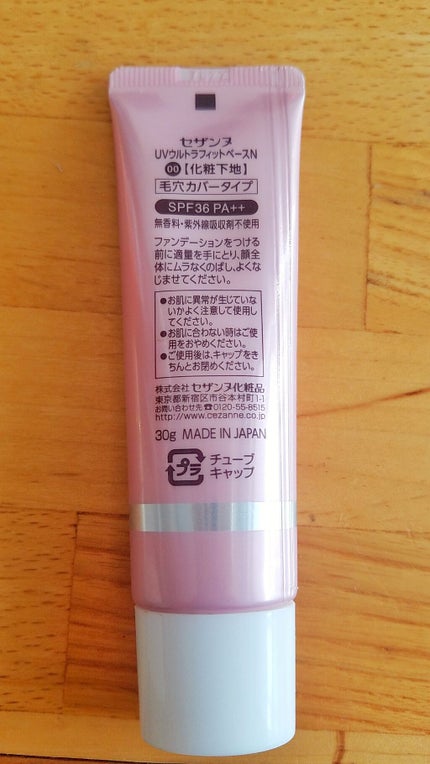 セザンヌ
UVウルトラフィットベースN
00【化粧下地】
毛穴カバータイプ
SPF36 PA++
無香料・紫外線吸収剤不使用
ファンデーションをつける
前に適量を手にとり、顔全
体にムラなくのばし、よくな
じませてください。
●お肌に異常が生じていな
いかよく注意して使用し
てください。
●お肌に合わない時はご使
用をおやめください。
●ご使用後は、キャップをき
ちんとお閉めください。
株式会社 セザンヌ化粧品
東京都新宿区市谷本村町1-1
お問い合わせ先☎0120-55-8515
http://www.cezanne.co.jp
30g MADE IN JAPAN
プラ チューブ
キャップ